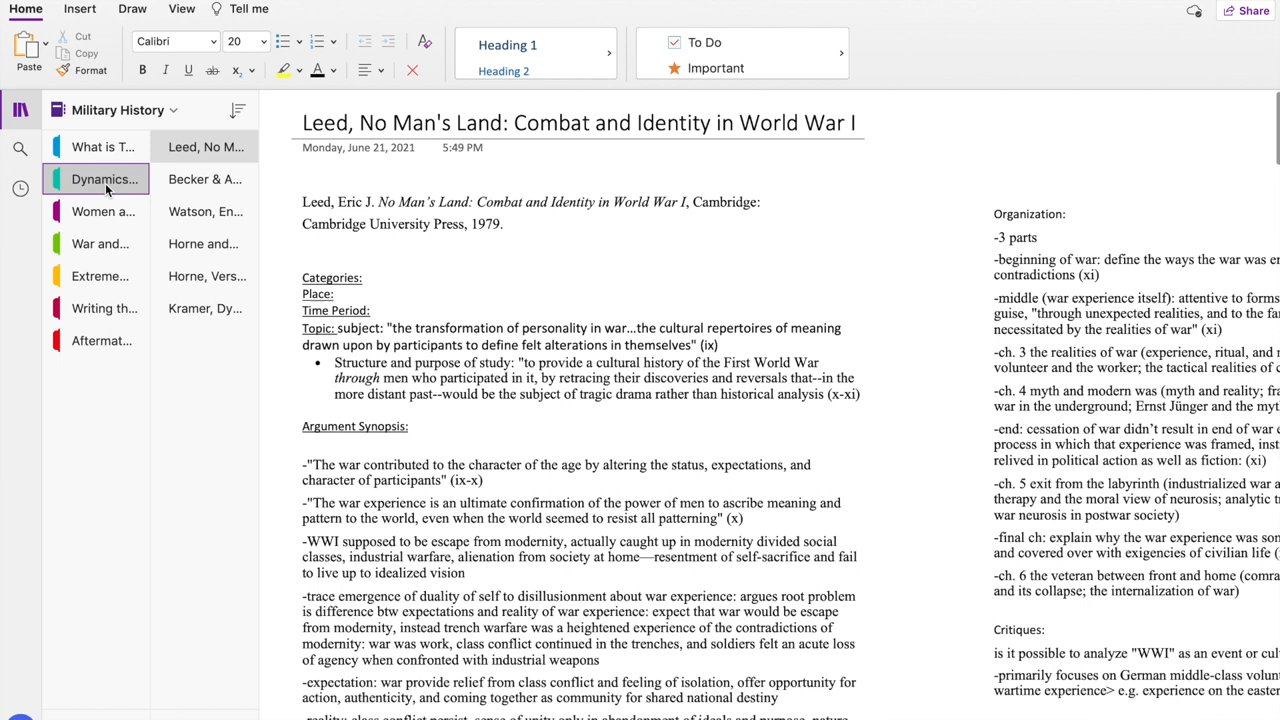 Home Insert Draw View Tell me
Share
Paste
Cut
Copy
Format
Calibri 20
B I U ab x₂ A
Heading 1
Heading 2
To Do
Important
Military History
What is T...
Dynamics...
Women a...
War and...
Extreme...
Writing th...
Aftermat...
Leed, No M...
Becker & A...
Watson, En...
Horne and...
Horne, Vers...
Kramer, Dy...
Leed, No Man's Land: Combat and Identity in World War I
Monday, June 21, 2021 5:49 PM
Leed, Eric J. No Man’s Land: Combat and Identity in World War I, Cambridge:
Cambridge University Press, 1979.
Categories:
Place:
Time Period:
Topic: subject: "the transformation of personality in war…the cultural repertoires of meaning
drawn upon by participants to define felt alterations in themselves" (ix)
• Structure and purpose of study: "to provide a cultural history of the First World War
through men who participated in it, by retracing their discoveries and reversals that--in the
more distant past--would be the subject of tragic drama rather than historical analysis (x-xi)
Argument Synopsis:
-"The war contributed to the character of the age by altering the status, expectations, and
character of participants" (ix-x)
-"The war experience is an ultimate confirmation of the power of men to ascribe meaning and
pattern to the world, even when the world seemed to resist all patterning" (x)
-WWI supposed to be escape from modernity, actually caught up in modernity divided social
classes, industrial warfare, alienation from society at home—resentment of self-sacrifice and fail
to live up to idealized vision
-trace emergence of duality of self to disillusionment about war experience: argues root problem
is difference btw expectations and reality of war experience: expect that war would be escape
from modernity, instead trench warfare was a heightened experience of the contradictions of
modernity: war was work, class conflict continued in the trenches, and soldiers felt an acute loss
of agency when confronted with industrial weapons
-expectation: war provide relief from class conflict and feeling of isolation, offer opportunity for
action, authenticity, and coming together as community for shared national destiny
-reality: class conflict persist, sense of unity only in abandonment of ideals and purpose, nature
Organization:
-3 parts
-beginning of war: define the ways the war was
contradictions (xi)
-middle (war experience itself): attentive to forms
guise, "through unexpected realities, and to the
necessitated by the realities of war" (xi)
-ch. 3 the realities of war (experience, ritual, and
volunteer and the worker; the tactical realities of
-ch. 4 myth and modern was (myth and reality;
war in the underground; Ernst Jünger and the
-end: cessation of war didn’t result in end of war
process in which that experience was framed,
relived in political action as well as fiction: (xi)
-ch. 5 exit from the labyrinth (industrialized war
therapy and the moral view of neurosis; analytic
war neurosis in postwar society)
-final ch: explain why the war experience was
and covered over with exigencies of civilian life
-ch. 6 the veteran between front and home
and its collapse; the internalization of war)
Critiques:
is it possible to analyze "WWI" as an event or
-primarily focuses on German middle-class
wartime experience> e.g. experience on the